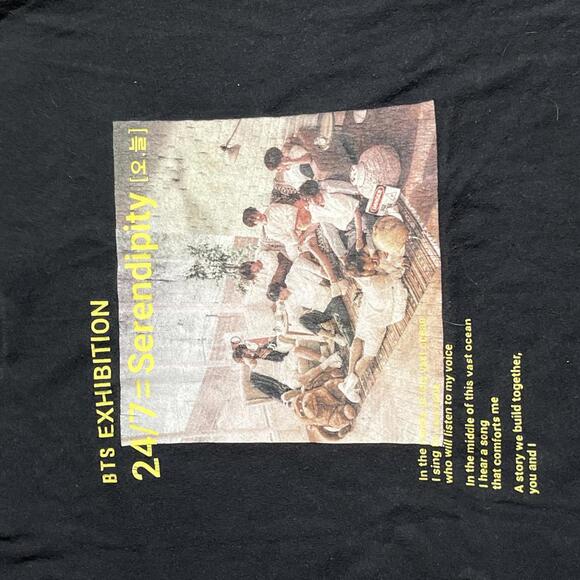 BTS EXHIBITION
24/7=Serendipity [오,늘]
In the
I sing
who will listen to my voice
In the middle of this vast ocean
I hear a song
that comforts me
A story we build together,
you and I